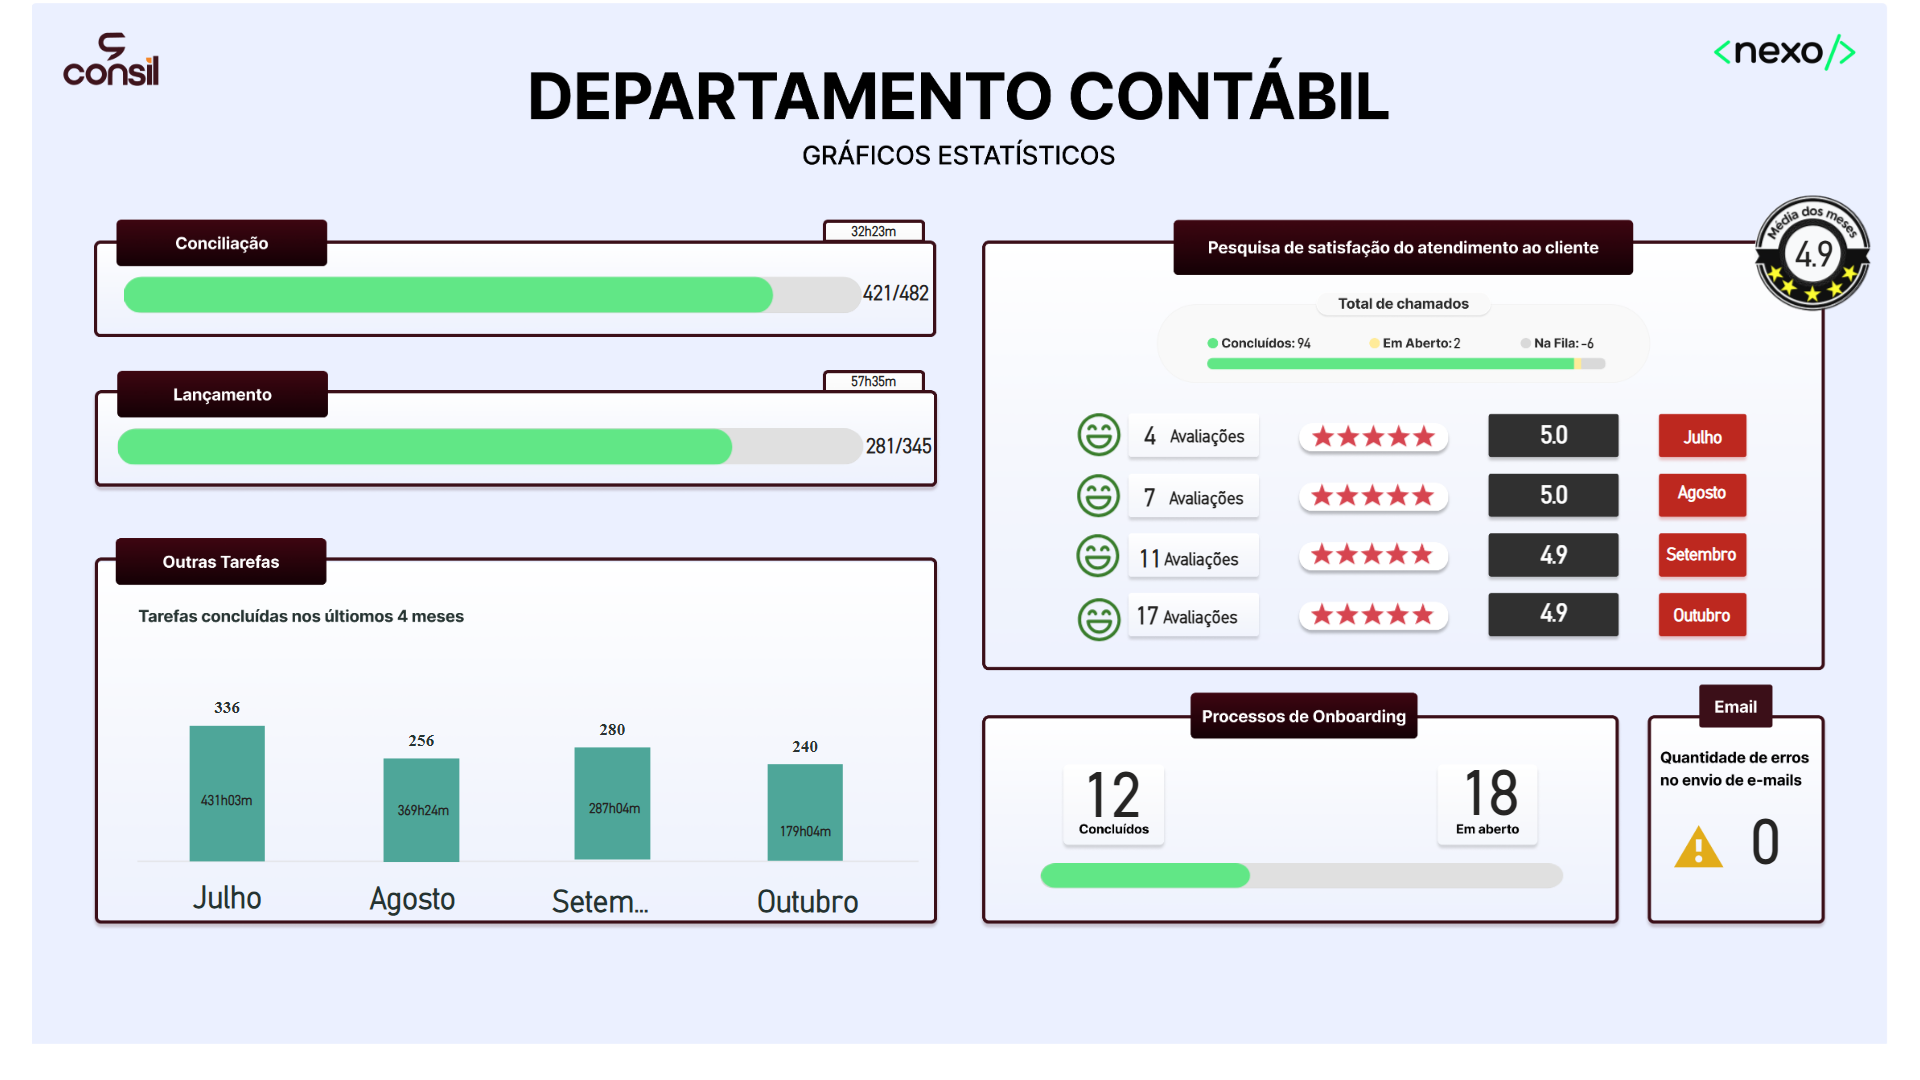 consil
<nexo/>
DEPARTAMENTO CONTÁBIL
GRÁFICOS ESTATÍSTICOS
Conciliação
32h23m
421/482
Lançamento
57h35m
281/345
Outras Tarefas
Tarefas concluídas nos últiomos 4 meses
336
256
280
240
431h03m
369h24m
287h04m
179h04m
Julho
Agosto
Setem...
Outubro
Pesquisa de satisfação do atendimento ao cliente
Média dos meses
4.9
Total de chamados
Concluídos: 94
Em Aberto: 2
Na Fila: -6
4 Avaliações 5.0 Julho
7 Avaliações 5.0 Agosto
11 Avaliações 4.9 Setembro
17 Avaliações 4.9 Outubro
Processos de Onboarding
12
Concluídos
18
Em aberto
Email
Quantidade de erros
no envio de e-mails
0